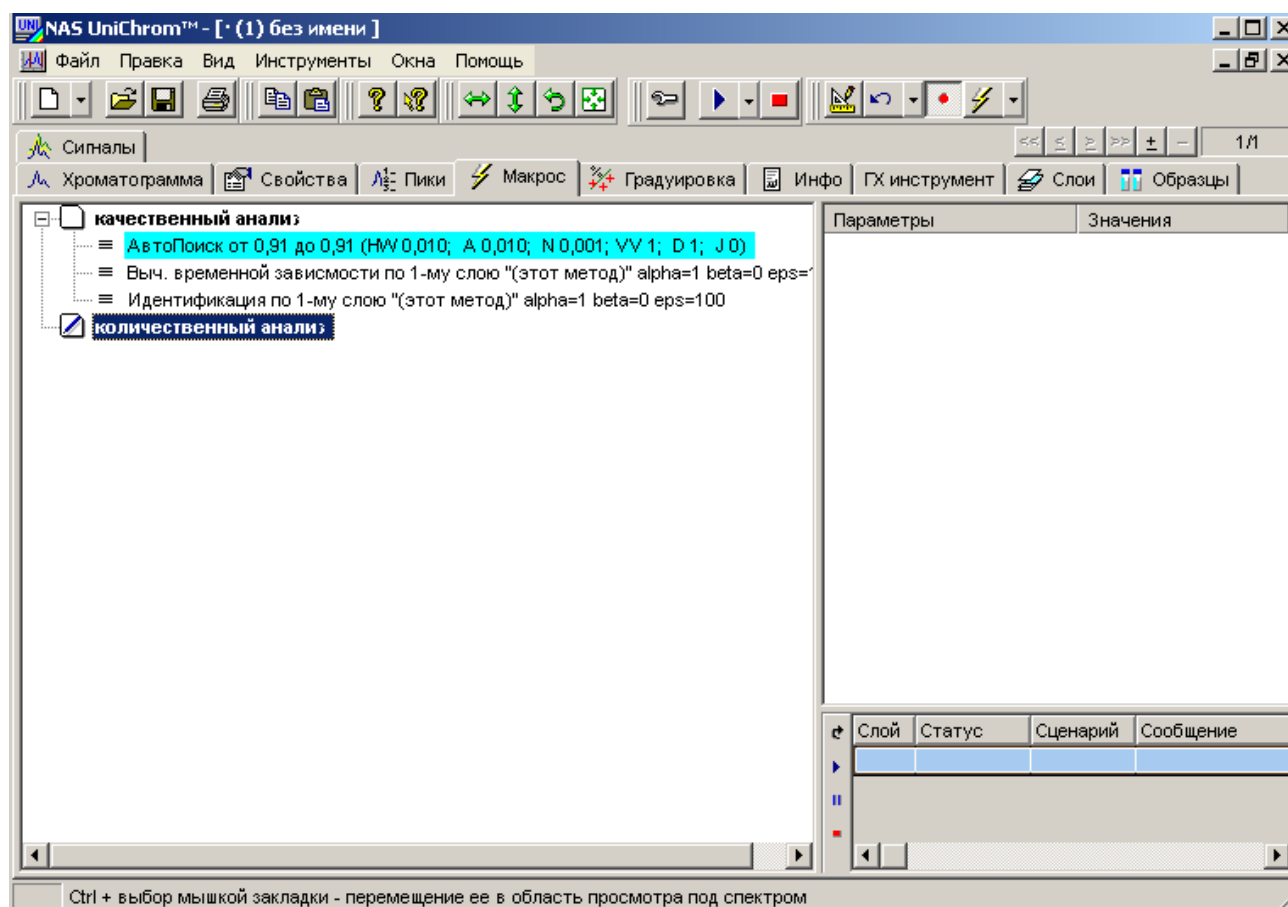 NAS UniChrom™ - [ · (1) без имени ]
Файл Правка Вид Инструменты Окна Помощь
Сигналы
<< ≤ ≥ >> ± − 1/1
Хроматограмма Свойства Пики Макрос Градуировка Инфо ГХ инструмент Слои Образцы
качественный анализ
АвтоПоиск от 0,91 до 0,91 (HW 0,010; A 0,010; N 0,001; VV 1; D 1; J 0)
Выч. временной зависмости по 1-му слою "(этот метод)" alpha=1 beta=0 eps=
Идентификация по 1-му слою "(этот метод)" alpha=1 beta=0 eps=100
количественный анализ
Параметры Значения
Слой Статус Сценарий Сообщение
Ctrl + выбор мышкой закладки - перемещение ее в область просмотра под спектром